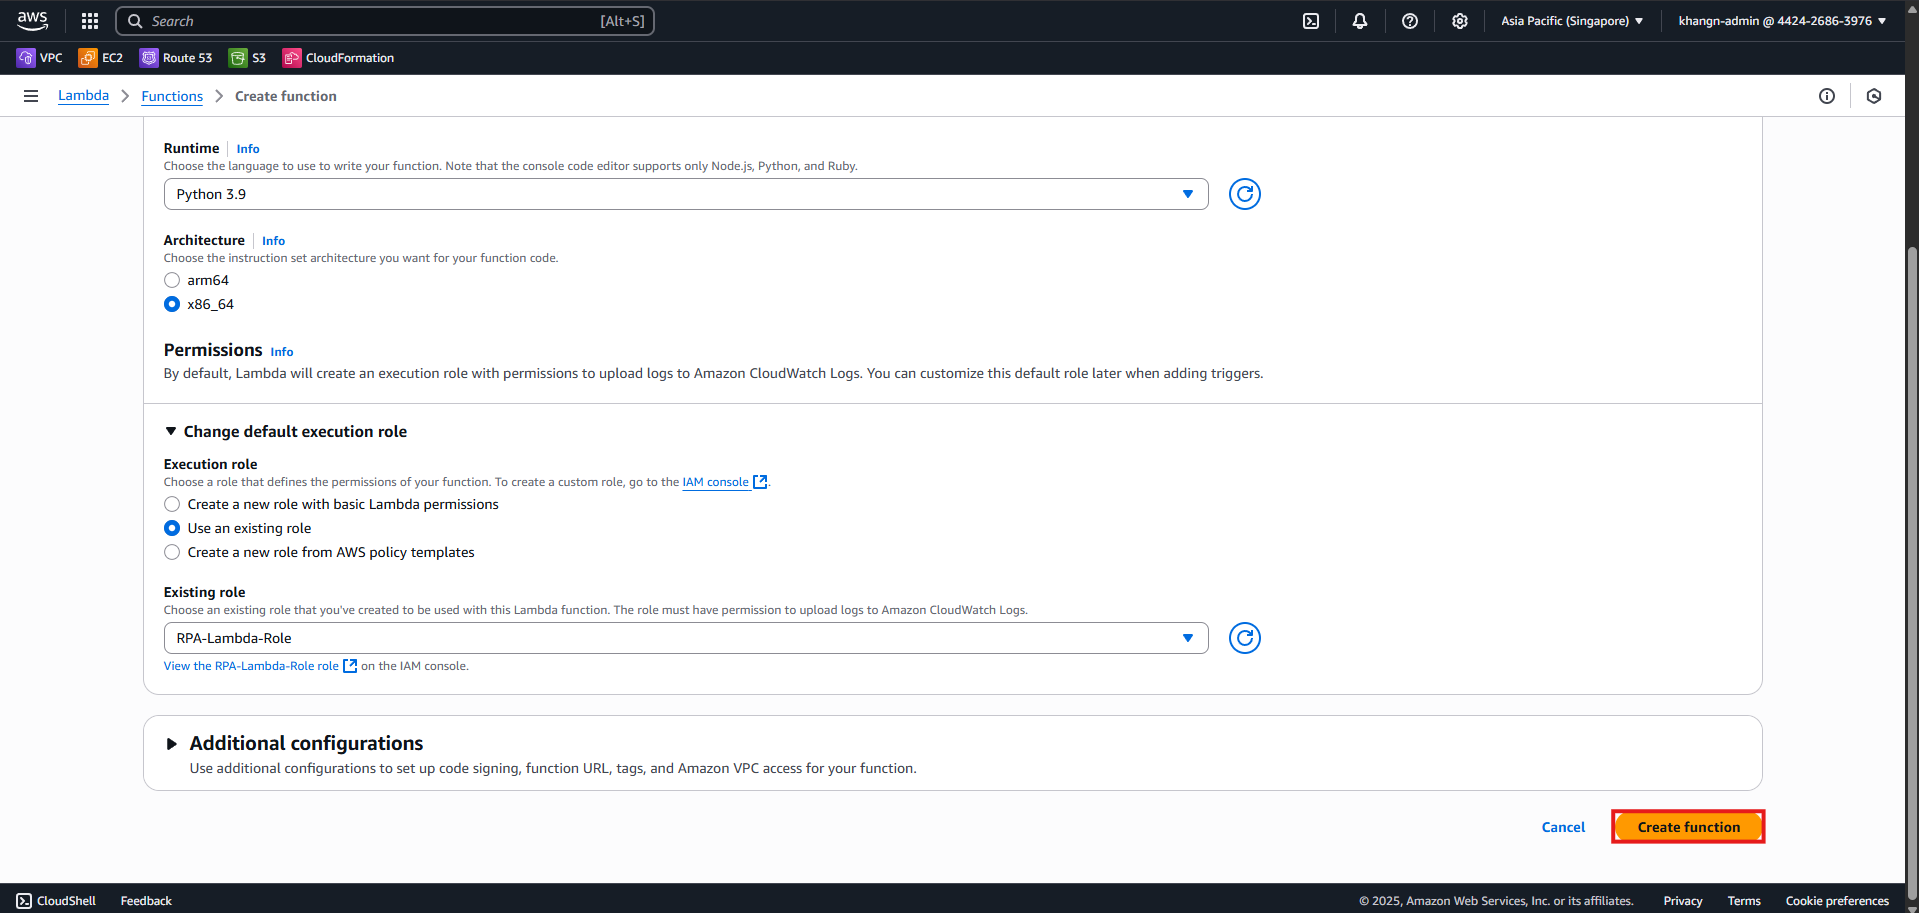 aws Search [Alt+S] Asia Pacific (Singapore) khangn-admin @ 4424-2686-3976
VPC EC2 Route 53 S3 CloudFormation
Lambda Functions Create function
Runtime Info
Choose the language to use to write your function. Note that the console code editor supports only Node.js, Python, and Ruby.
Python 3.9
Architecture Info
Choose the instruction set architecture you want for your function code.
arm64
x86_64
Permissions Info
By default, Lambda will create an execution role with permissions to upload logs to Amazon CloudWatch Logs. You can customize this default role later when adding triggers.
Change default execution role
Execution role
Choose a role that defines the permissions of your function. To create a custom role, go to the IAM console.
Create a new role with basic Lambda permissions
Use an existing role
Create a new role from AWS policy templates
Existing role
Choose an existing role that you've created to be used with this Lambda function. The role must have permission to upload logs to Amazon CloudWatch Logs.
RPA-Lambda-Role
View the RPA-Lambda-Role role on the IAM console.
Additional configurations
Use additional configurations to set up code signing, function URL, tags, and Amazon VPC access for your function.
Cancel Create function
CloudShell Feedback © 2025, Amazon Web Services, Inc. or its affiliates. Privacy Terms Cookie preferences